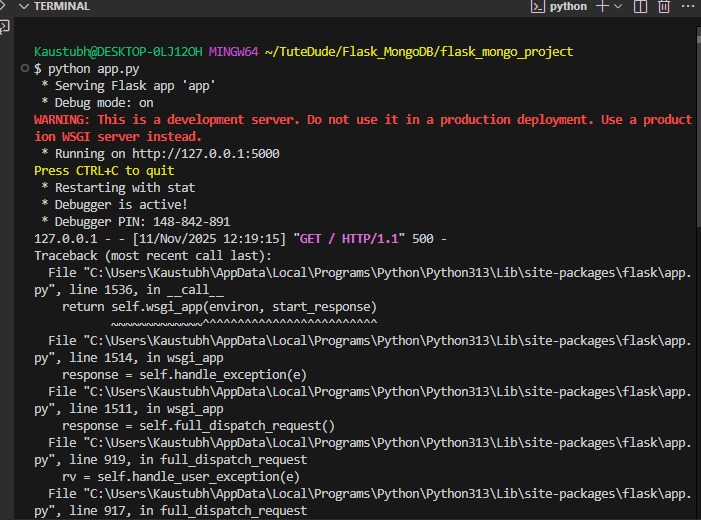 TERMINAL
python
Kaustubh@DESKTOP-0LJ12OH MINGW64 ~/TuteDude/Flask_MongoDB/flask_mongo_project
$ python app.py
 * Serving Flask app 'app'
 * Debug mode: on
WARNING: This is a development server. Do not use it in a production deployment. Use a product
ion WSGI server instead.
 * Running on http://127.0.0.1:5000
Press CTRL+C to quit
 * Restarting with stat
 * Debugger is active!
 * Debugger PIN: 148-842-891
127.0.0.1 - - [11/Nov/2025 12:19:15] "GET / HTTP/1.1" 500 -
Traceback (most recent call last):
  File "C:\Users\Kaustubh\AppData\Local\Programs\Python\Python313\Lib\site-packages\flask\app.
py", line 1536, in __call__
    return self.wsgi_app(environ, start_response)
           ~~~~~~~~~~~~~^^^^^^^^^^^^^^^^^^^^^^^^^
  File "C:\Users\Kaustubh\AppData\Local\Programs\Python\Python313\Lib\site-packages\flask\app.
py", line 1514, in wsgi_app
    response = self.handle_exception(e)
  File "C:\Users\Kaustubh\AppData\Local\Programs\Python\Python313\Lib\site-packages\flask\app.
py", line 1511, in wsgi_app
    response = self.full_dispatch_request()
  File "C:\Users\Kaustubh\AppData\Local\Programs\Python\Python313\Lib\site-packages\flask\app.
py", line 919, in full_dispatch_request
    rv = self.handle_user_exception(e)
  File "C:\Users\Kaustubh\AppData\Local\Programs\Python\Python313\Lib\site-packages\flask\app.
py", line 917, in full_dispatch_request